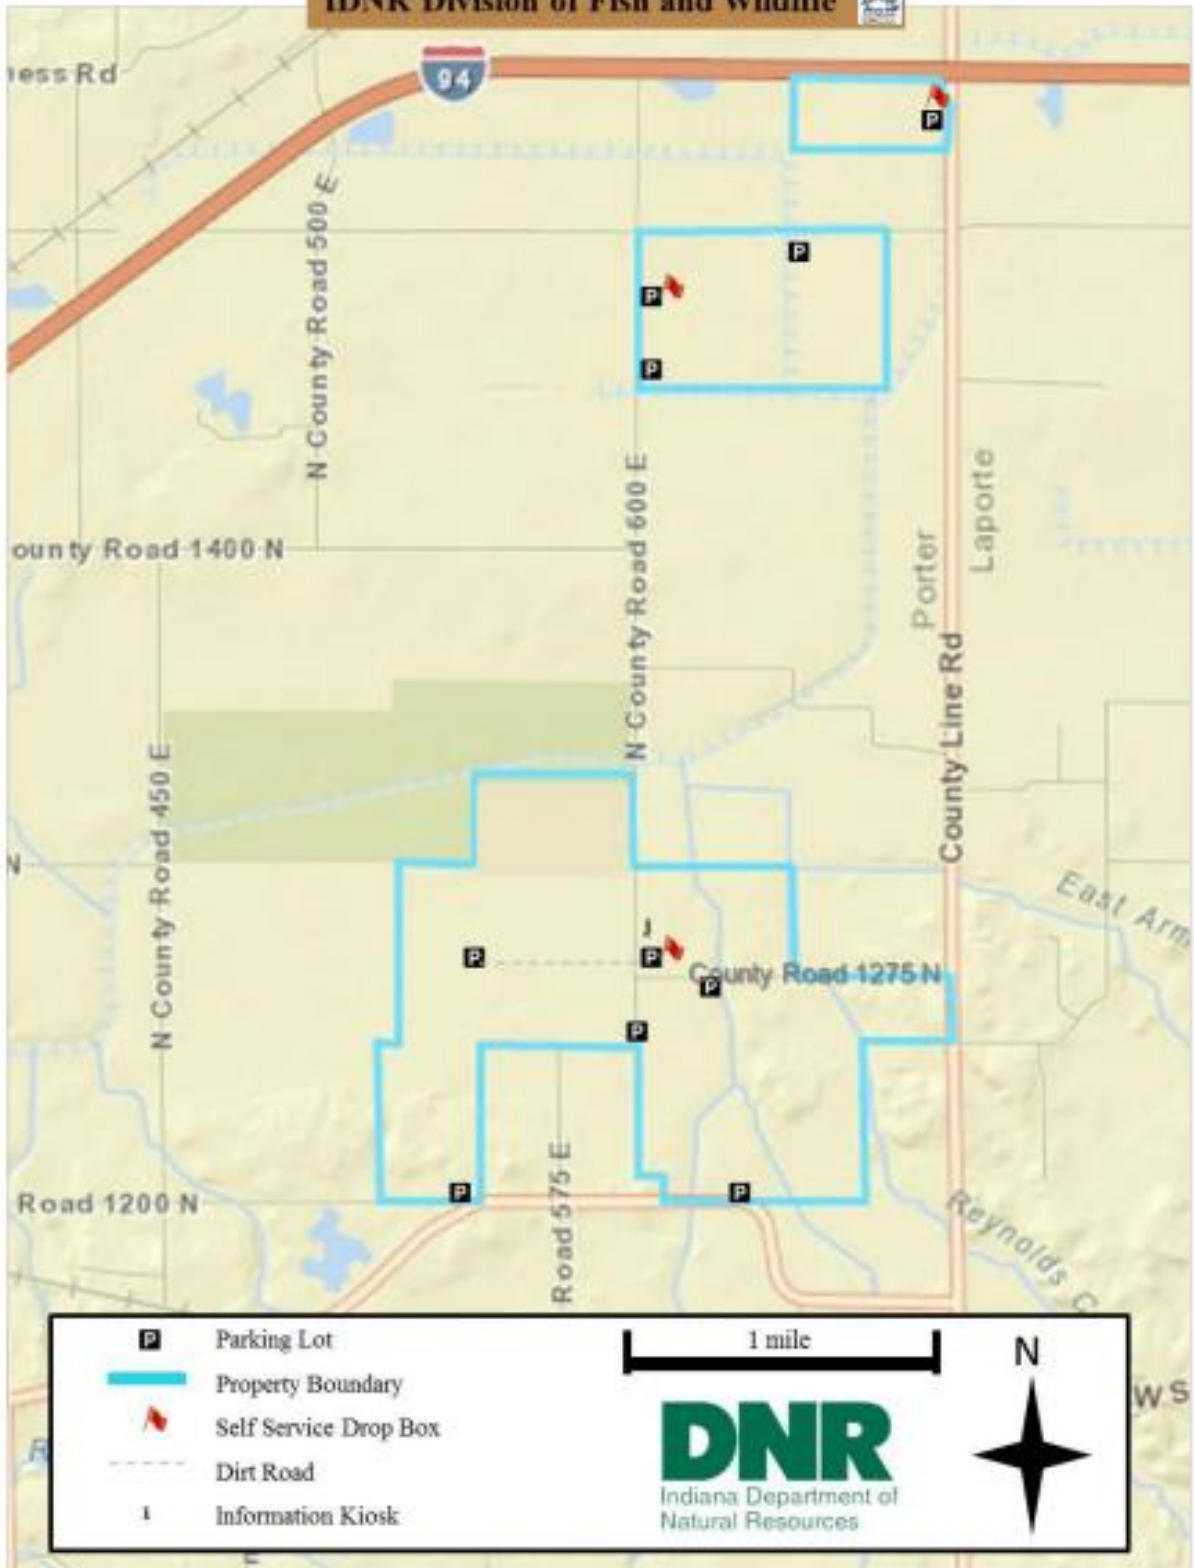 IDNR Division of Fish and Wildlife
ness Rd
94
P
N County Road 500 E
P
P
P
N County Road 600 E
Laporte
Porter
ounty Road 1400 N
County Line Rd
N County Road 450 E
N
East Arm
i
P
P
County Road 1275 N
P
P
P
P
Road 1200 N
Road 575 E
Reynolds C
W S
R
P Parking Lot
Property Boundary
Self Service Drop Box
Dirt Road
i Information Kiosk
1 mile
N
DNR
Indiana Department of
Natural Resources